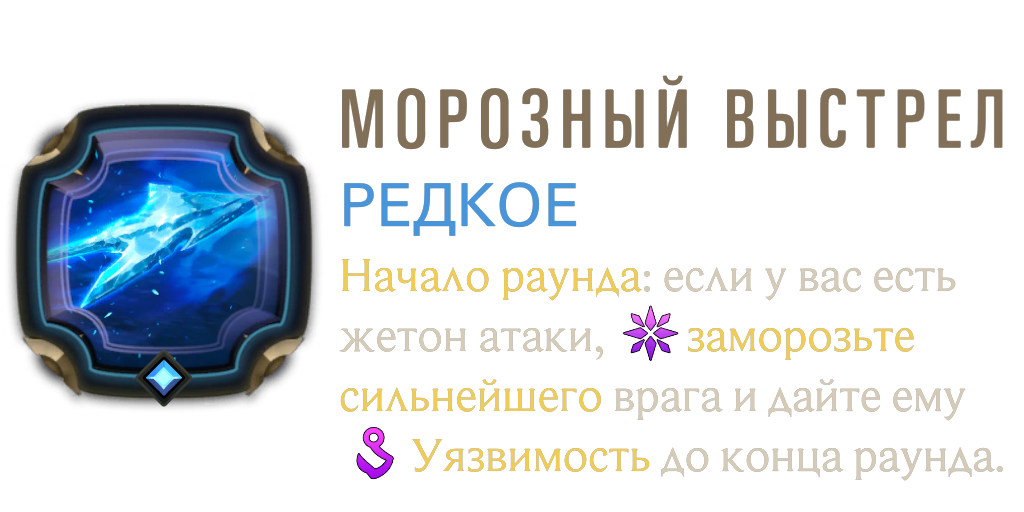 МОРОЗНЫЙ ВЫСТРЕЛ
РЕДКОЕ
Начало раунда: если у вас есть
жетон атаки, заморозьте
сильнейшего врага и дайте ему
Уязвимость до конца раунда.